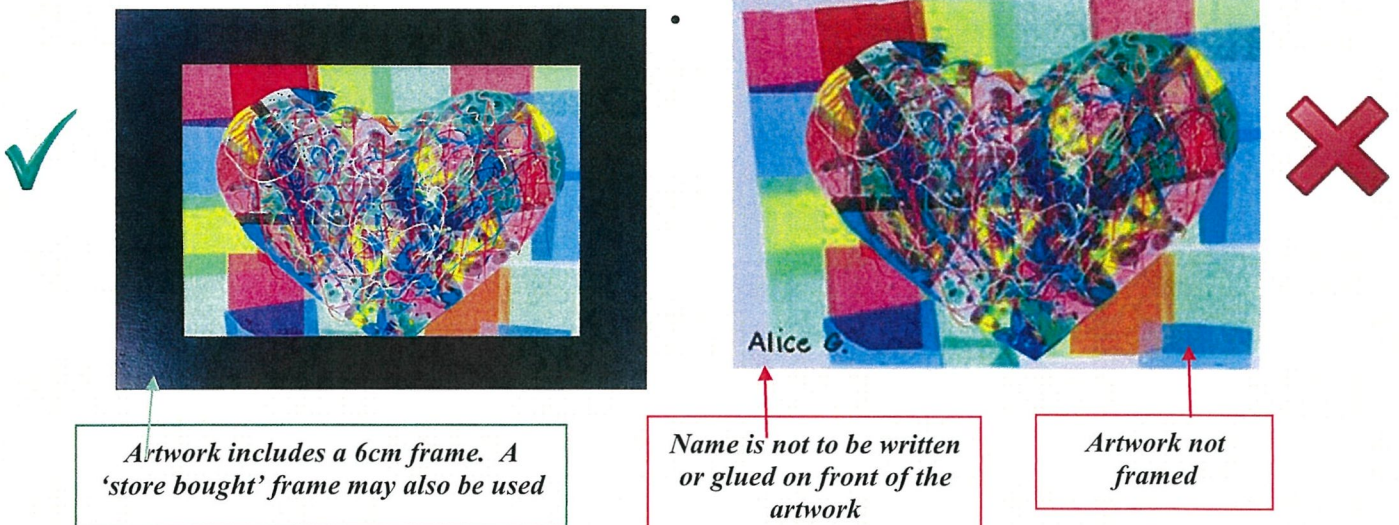 Alice G.
Artwork includes a 6cm frame. A
‘store bought’ frame may also be used
Name is not to be written
or glued on front of the
artwork
Artwork not
framed